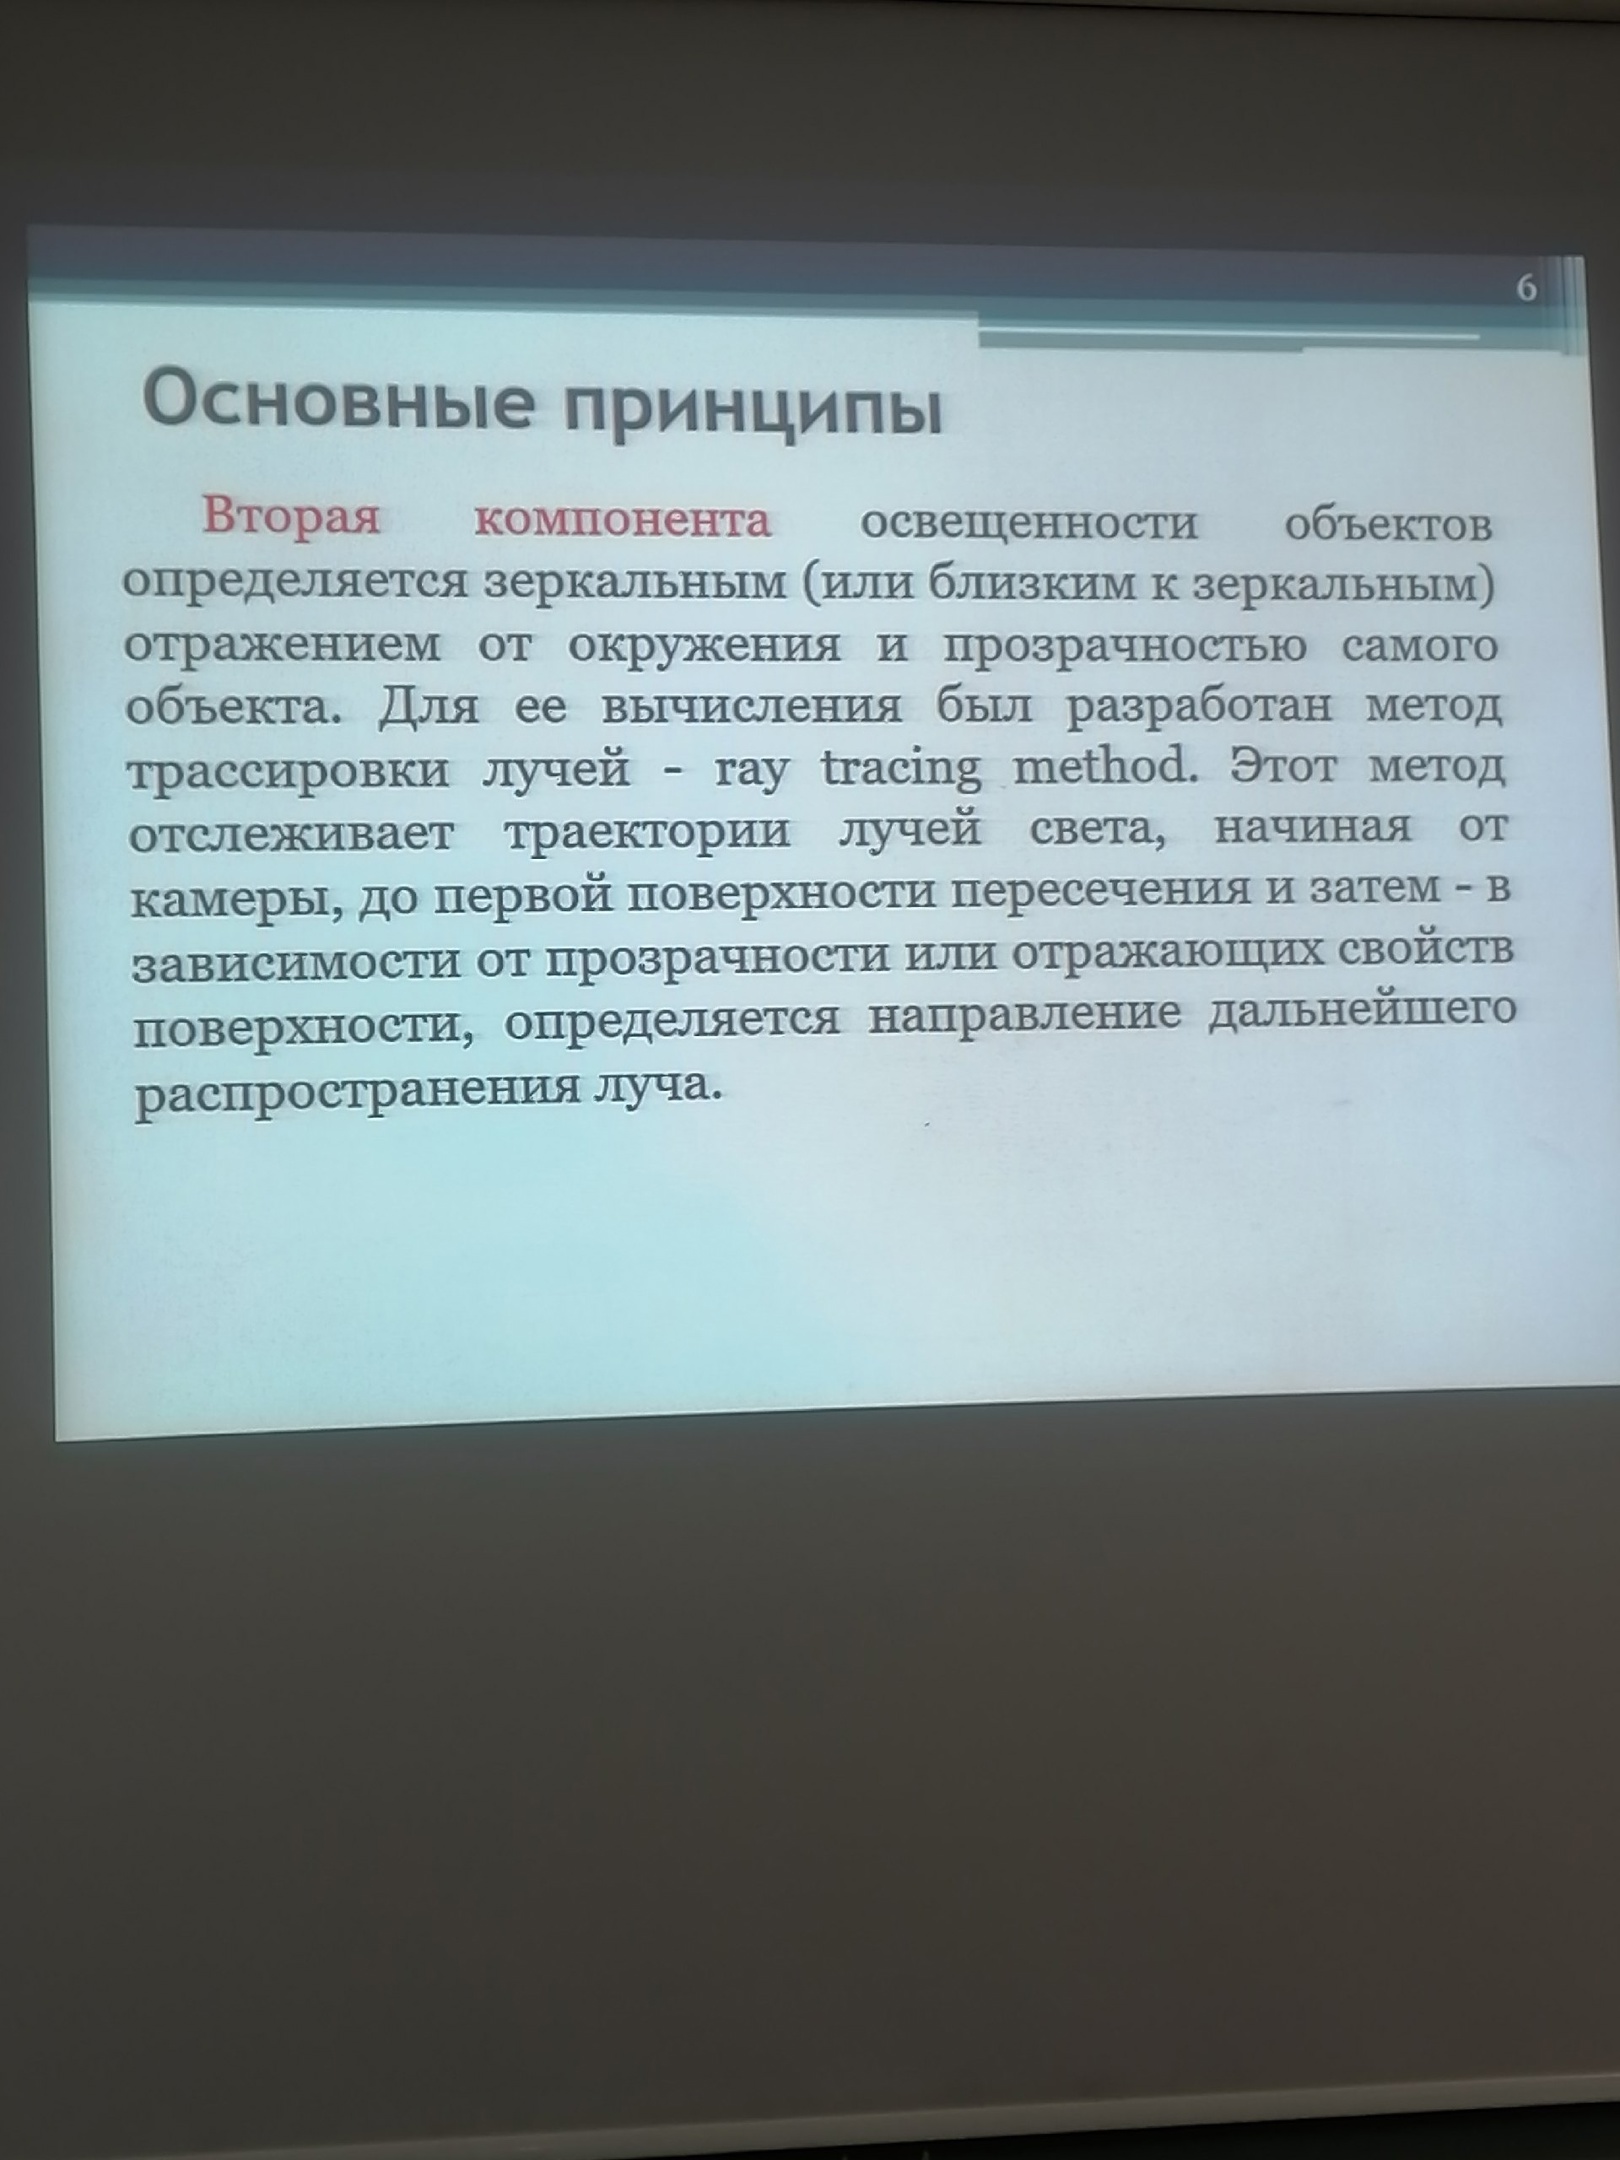 6
Основные принципы
Вторая компонента освещенности объектов
определяется зеркальным (или близким к зеркальным)
отражением от окружения и прозрачностью самого
объекта. Для ее вычисления был разработан метод
трассировки лучей - ray tracing method. Этот метод
отслеживает траектории лучей света, начиная от
камеры, до первой поверхности пересечения и затем - в
зависимости от прозрачности или отражающих свойств
поверхности, определяется направление дальнейшего
распространения луча.